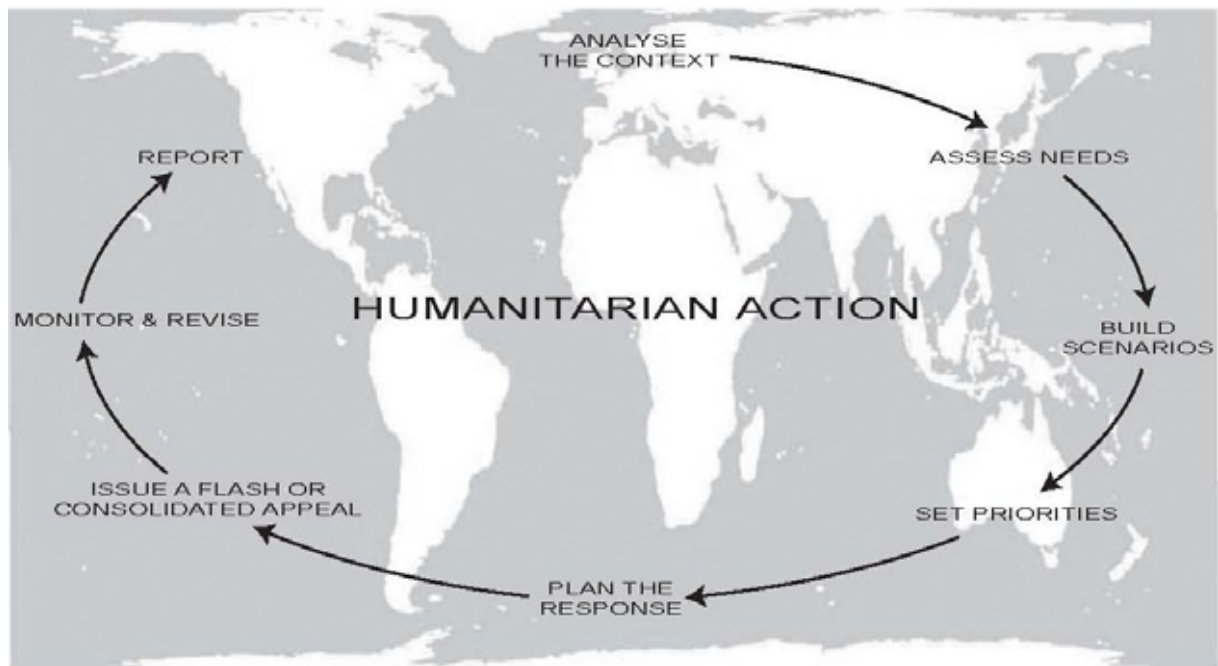 ANALYSE
THE CONTEXT
ASSESS NEEDS
BUILD
SCENARIOS
SET PRIORITIES
PLAN THE
RESPONSE
ISSUE A FLASH OR
CONSOLIDATED APPEAL
MONITOR & REVISE
REPORT
HUMANITARIAN ACTION